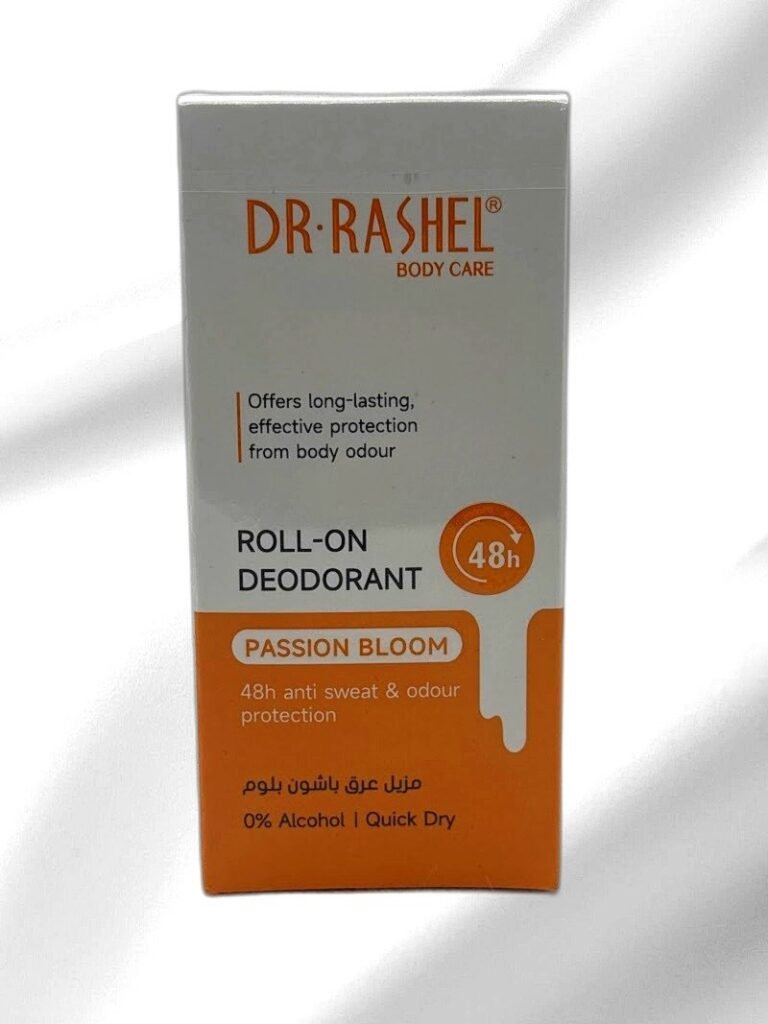 DR·RASHEL®
BODY CARE
Offers long-lasting,
effective protection
from body odour
48h
ROLL-ON
DEODORANT
PASSION BLOOM
48h anti sweat & odour
protection
مزيل عرق باشون بلوم
0% Alcohol | Quick Dry